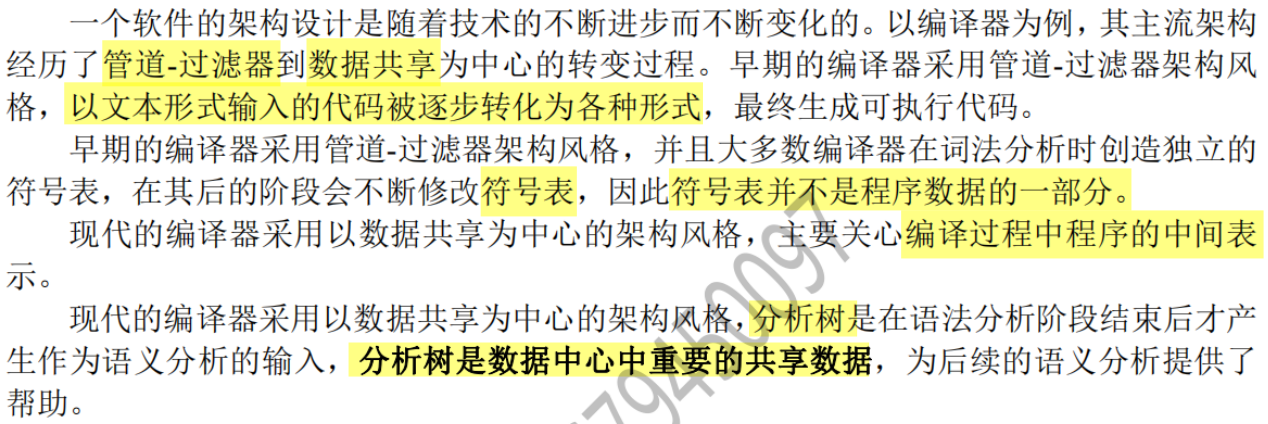 一个软件的架构设计是随着技术的不断进步而不断变化的。以编译器为例，其主流架构
经历了管道-过滤器到数据共享为中心的转变过程。早期的编译器采用管道-过滤器架构风
格，以文本形式输入的代码被逐步转化为各种形式，最终生成可执行代码。
早期的编译器采用管道-过滤器架构风格，并且大多数编译器在词法分析时创造独立的
符号表，在其后的阶段会不断修改符号表，因此符号表并不是程序数据的一部分。
现代的编译器采用以数据共享为中心的架构风格，主要关心编译过程中程序的中间表
示。
现代的编译器采用以数据共享为中心的架构风格，分析树是在语法分析阶段结束后才产
生作为语义分析的输入，分析树是数据中心中重要的共享数据，为后续的语义分析提供了
帮助。
79450097